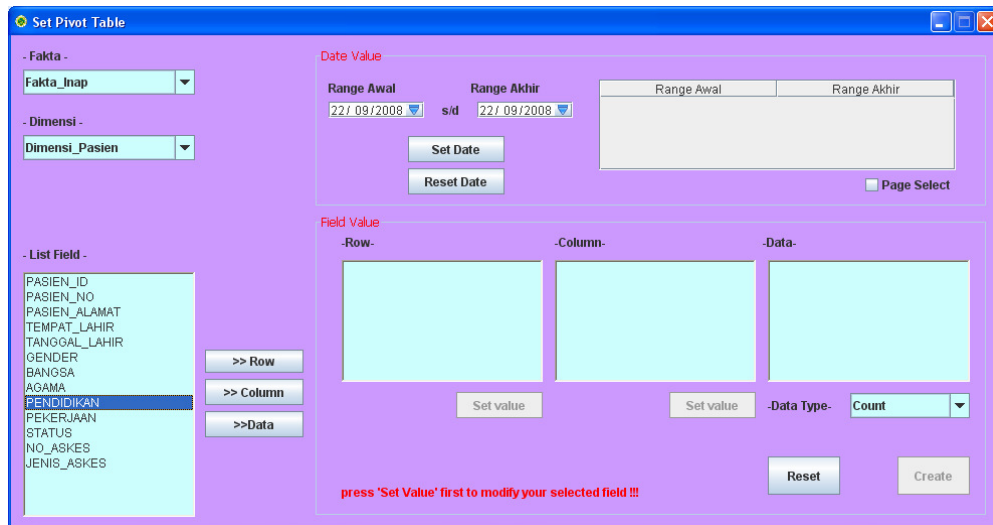 Set Pivot Table
- Fakta -
Fakta_Inap
- Dimensi -
Dimensi_Pasien
- List Field -
PASIEN_ID
PASIEN_NO
PASIEN_ALAMAT
TEMPAT_LAHIR
TANGGAL_LAHIR
GENDER
BANGSA
AGAMA
PENDIDIKAN
PEKERJAAN
STATUS
NO_ASKES
JENIS_ASKES
>> Row
>> Column
>>Data
Date Value
Range Awal Range Akhir
22/ 09/2008 s/d 22/ 09/2008
Set Date
Reset Date
Range Awal Range Akhir
Page Select
Field Value
-Row- -Column- -Data-
Set value Set value -Data Type- Count
Reset Create
press 'Set Value' first to modify your selected field !!!